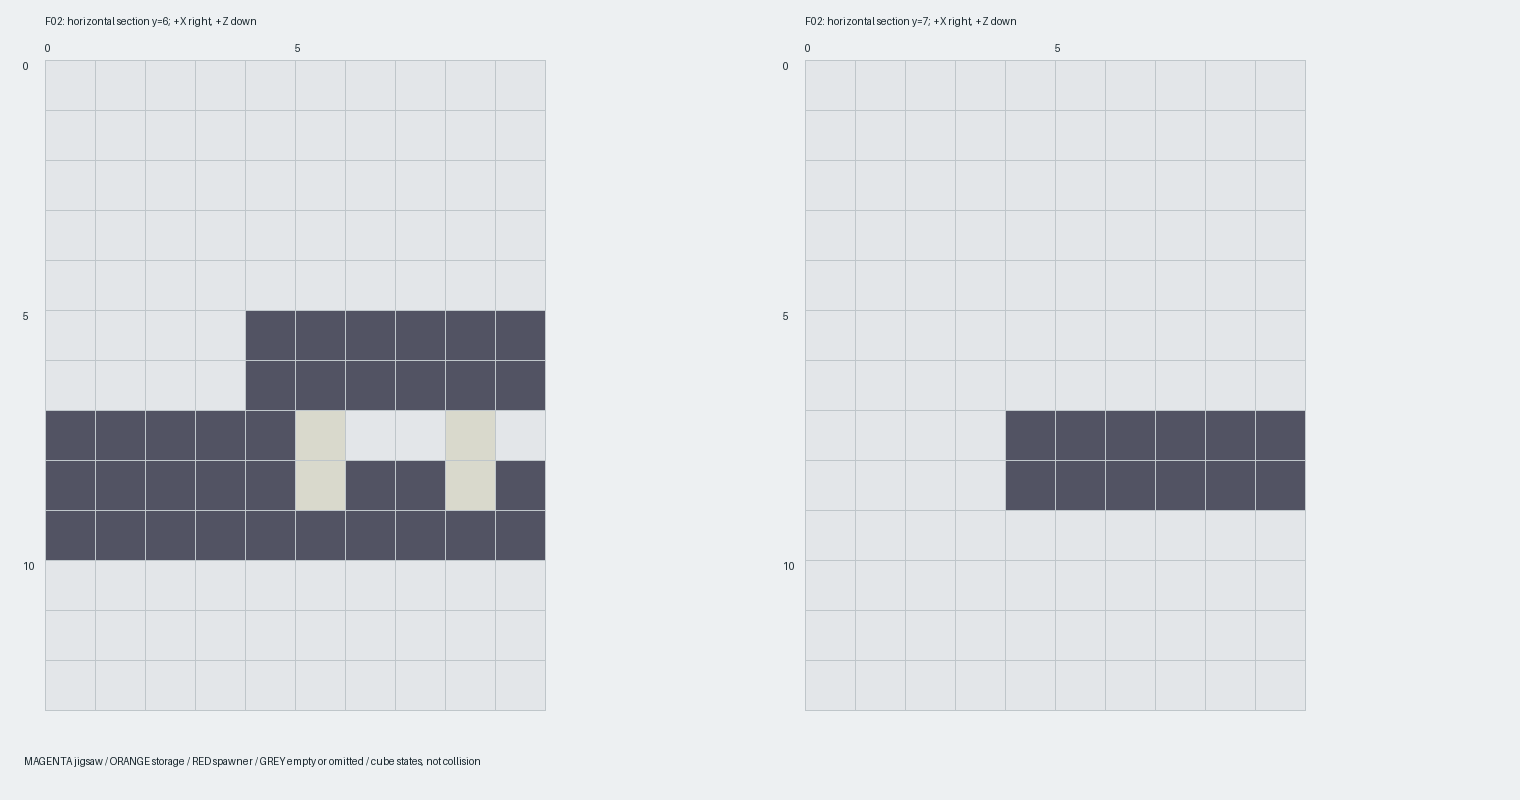 F02: horizontal section y=6; +X right, +Z down
0 5
0
5
10
F02: horizontal section y=7; +X right, +Z down
0 5
0
5
10
MAGENTA jigsaw / ORANGE storage / RED spawner / GREY empty or omitted / cube states, not collision